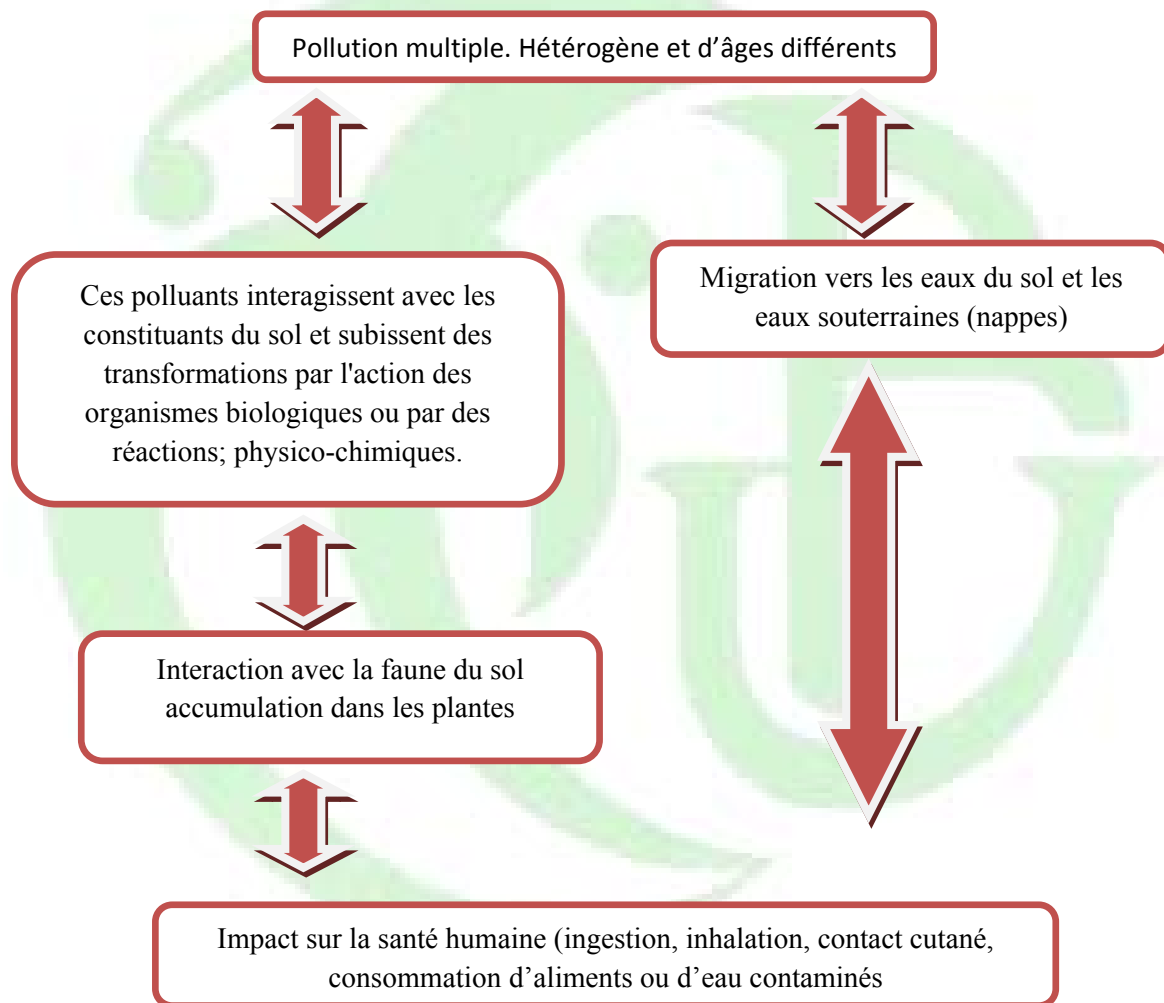 Pollution multiple. Hétérogène et d’âges différents
Ces polluants interagissent avec les
constituants du sol et subissent des
transformations par l'action des
organismes biologiques ou par des
réactions; physico-chimiques.
Migration vers les eaux du sol et les
eaux souterraines (nappes)
Interaction avec la faune du sol
accumulation dans les plantes
Impact sur la santé humaine (ingestion, inhalation, contact cutané,
consommation d’aliments ou d’eau contaminés